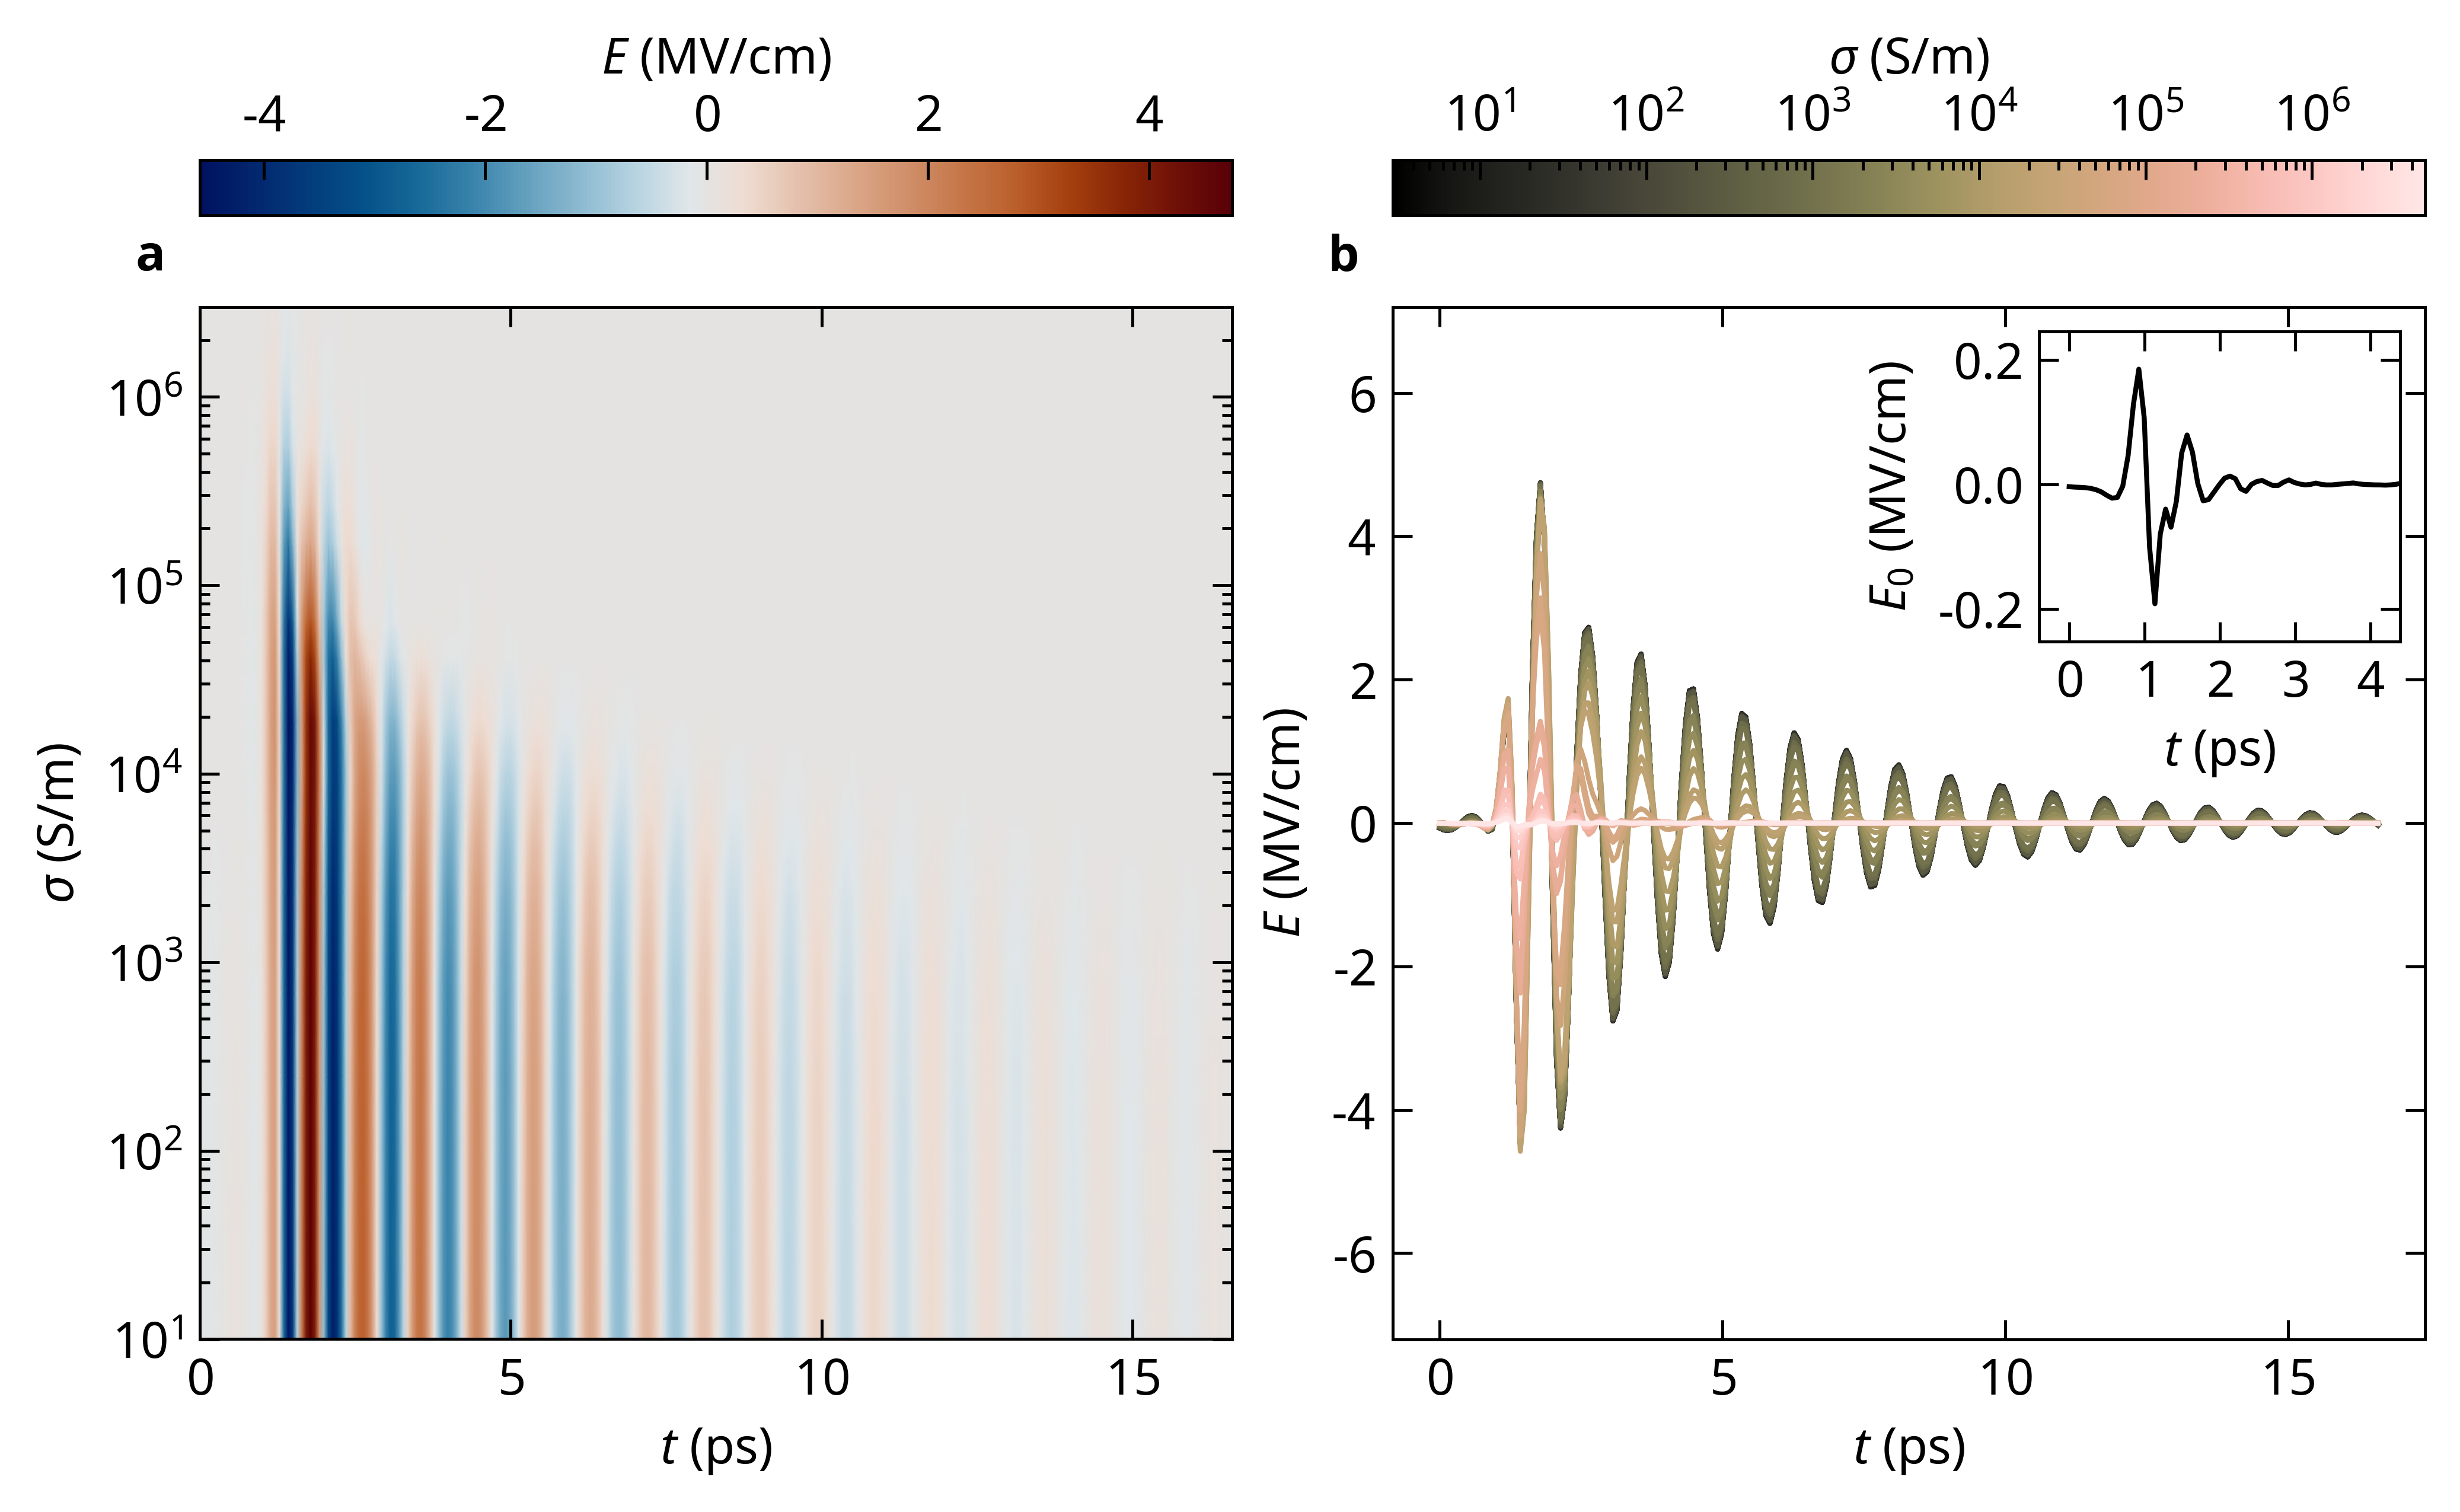 E (MV/cm)
-4 -2 0 2 4
σ (S/m)
10¹ 10² 10³ 10⁴ 10⁵ 10⁶
a
10⁶
10⁵
10⁴
10³
10²
10¹
σ (S/m)
0 5 10 15
t (ps)
b
6
4
2
0
-2
-4
-6
E (MV/cm)
0 5 10 15
t (ps)
0.2
0.0
-0.2
E₀ (MV/cm)
0 1 2 3 4
t (ps)